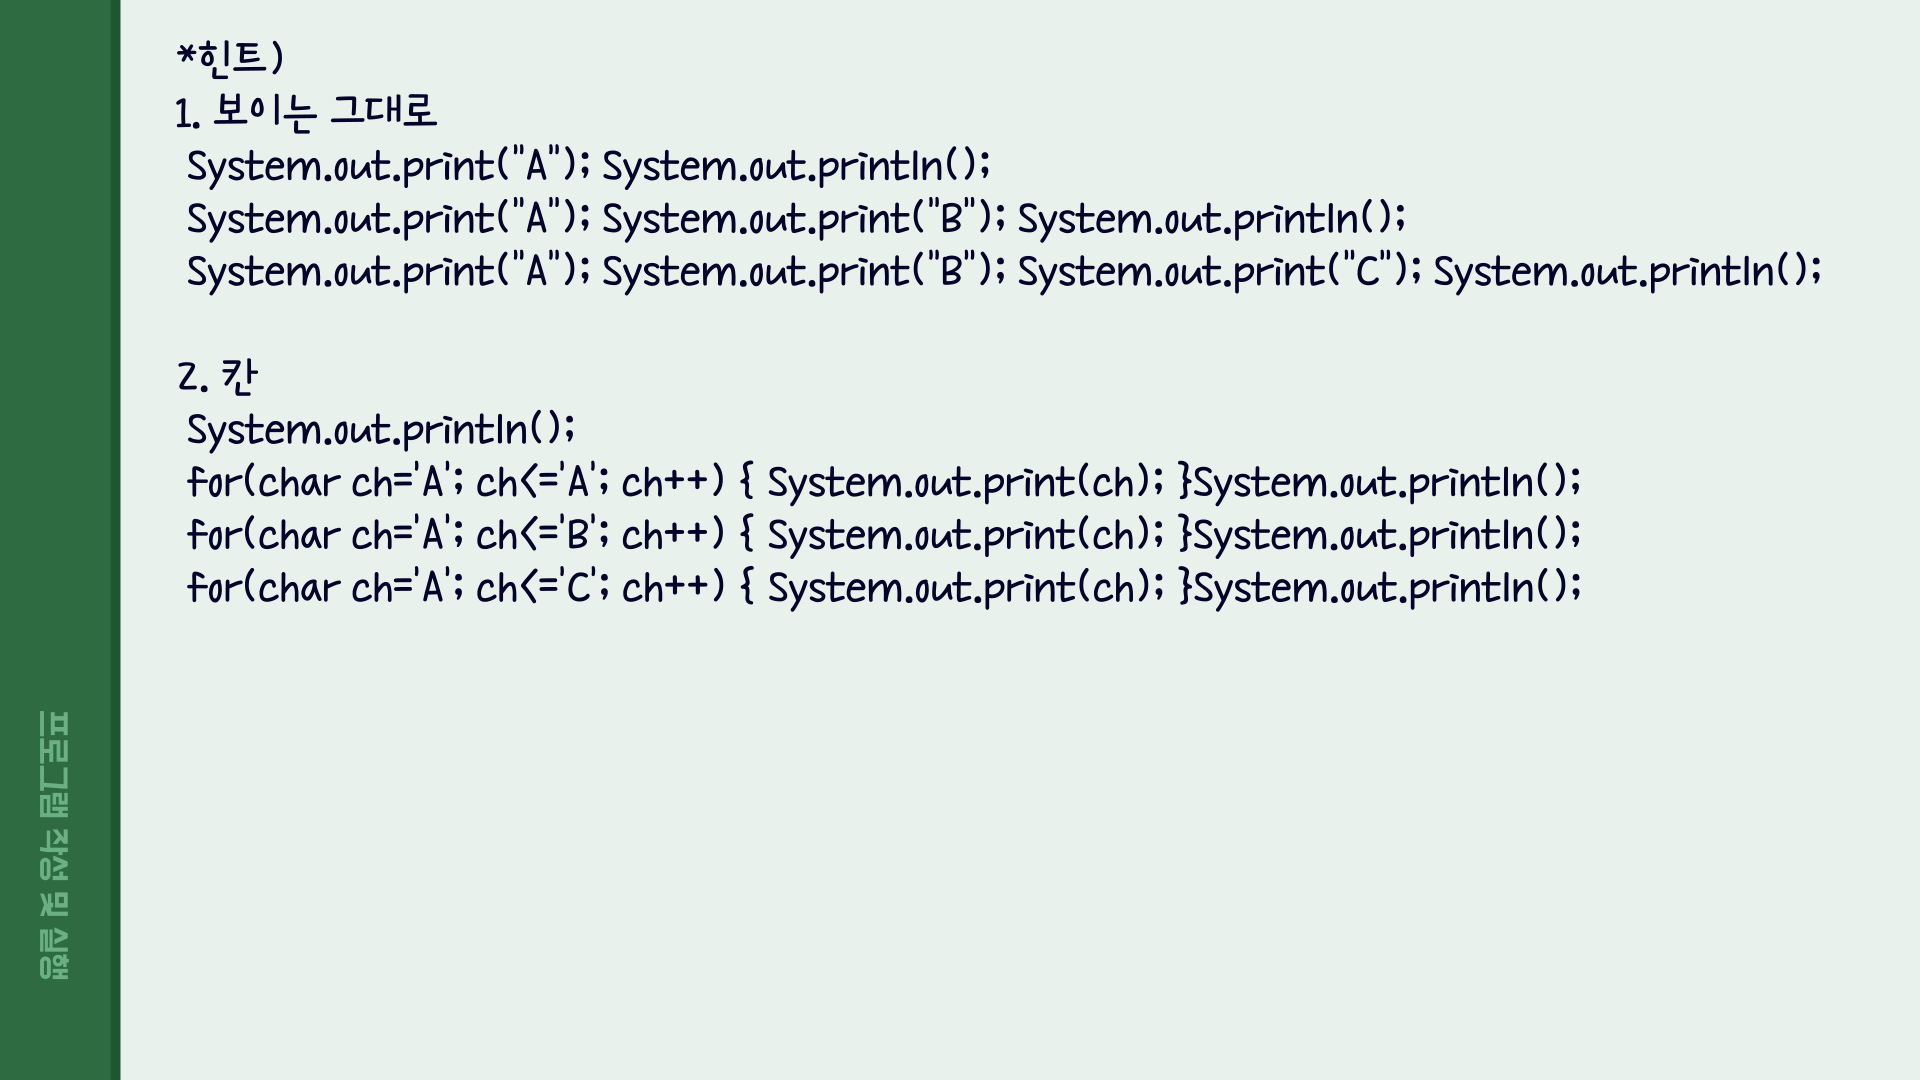 *힌트)
1. 보이는 그대로
System.out.print("A"); System.out.println();
System.out.print("A"); System.out.print("B"); System.out.println();
System.out.print("A"); System.out.print("B"); System.out.print("C"); System.out.println();
2. 칸
System.out.println();
for(char ch='A'; ch<='A'; ch++) { System.out.print(ch); }System.out.println();
for(char ch='A'; ch<='B'; ch++) { System.out.print(ch); }System.out.println();
for(char ch='A'; ch<='C'; ch++) { System.out.print(ch); }System.out.println();
프로그램 작성 및 실행